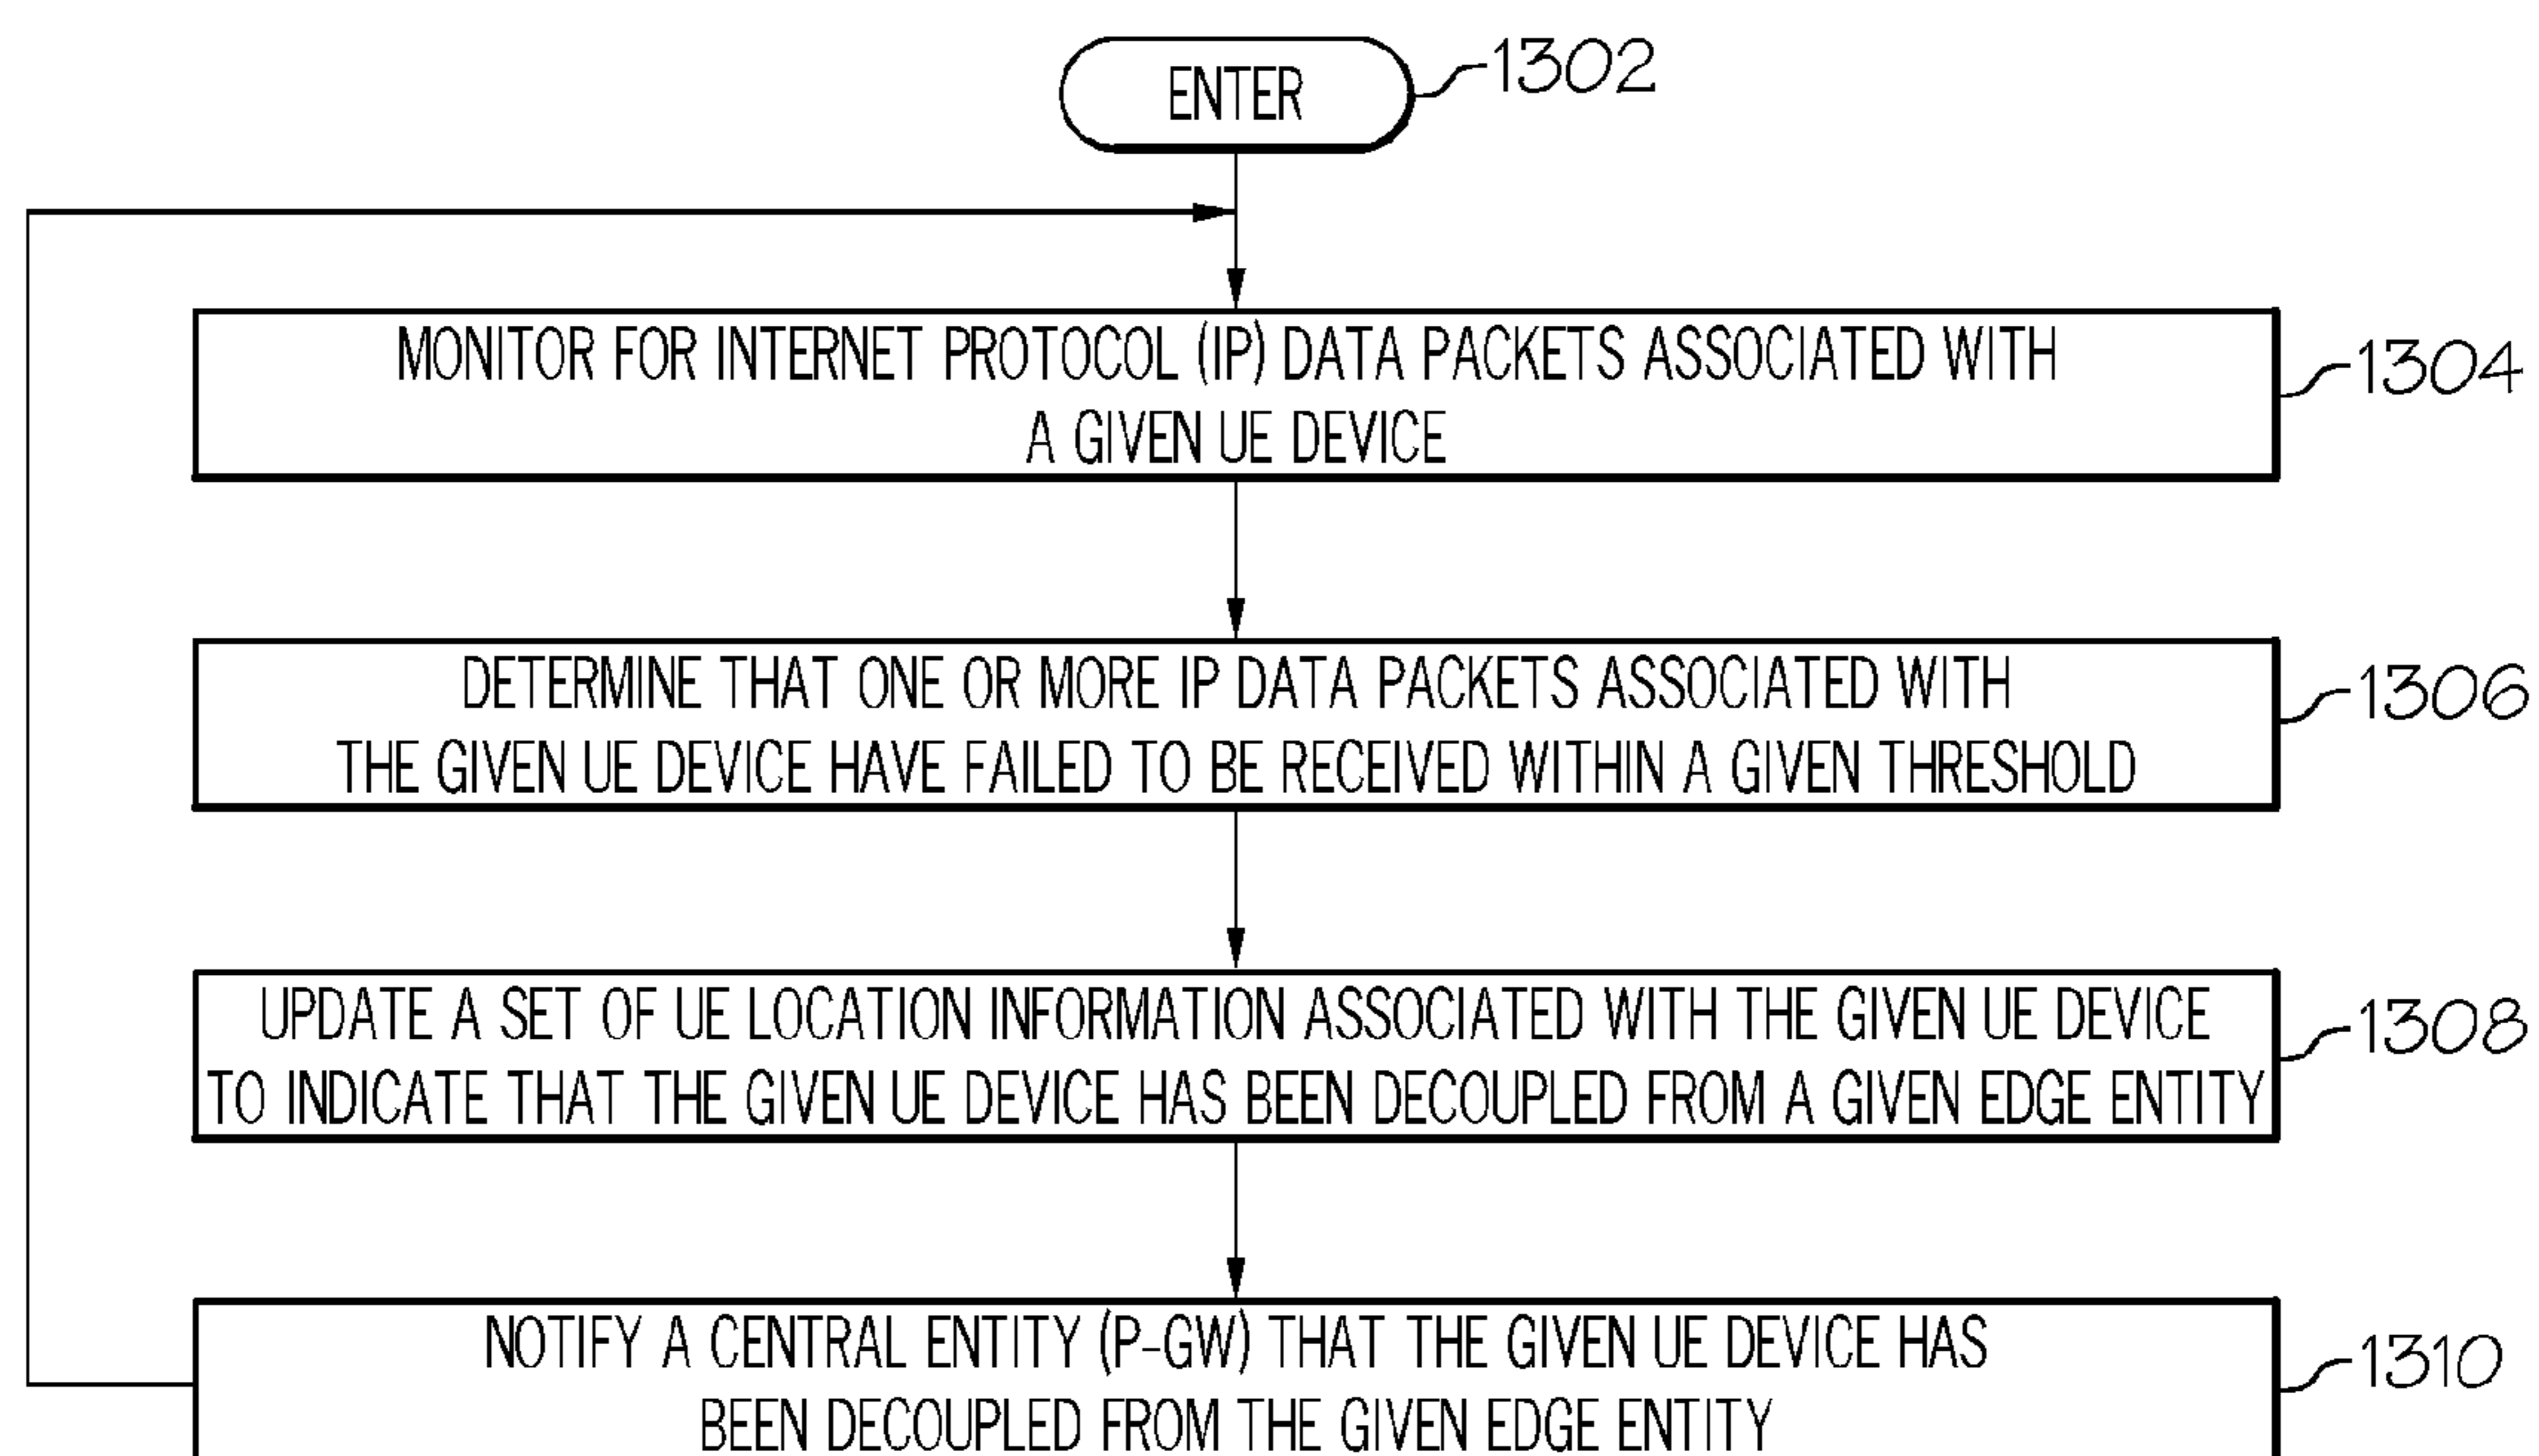 ENTER
1302
MONITOR FOR INTERNET PROTOCOL (IP) DATA PACKETS ASSOCIATED WITH
A GIVEN UE DEVICE
1304
DETERMINE THAT ONE OR MORE IP DATA PACKETS ASSOCIATED WITH
THE GIVEN UE DEVICE HAVE FAILED TO BE RECEIVED WITHIN A GIVEN THRESHOLD
1306
UPDATE A SET OF UE LOCATION INFORMATION ASSOCIATED WITH THE GIVEN UE DEVICE
TO INDICATE THAT THE GIVEN UE DEVICE HAS BEEN DECOUPLED FROM A GIVEN EDGE ENTITY
1308
NOTIFY A CENTRAL ENTITY (P-GW) THAT THE GIVEN UE DEVICE HAS
BEEN DECOUPLED FROM THE GIVEN EDGE ENTITY
1310